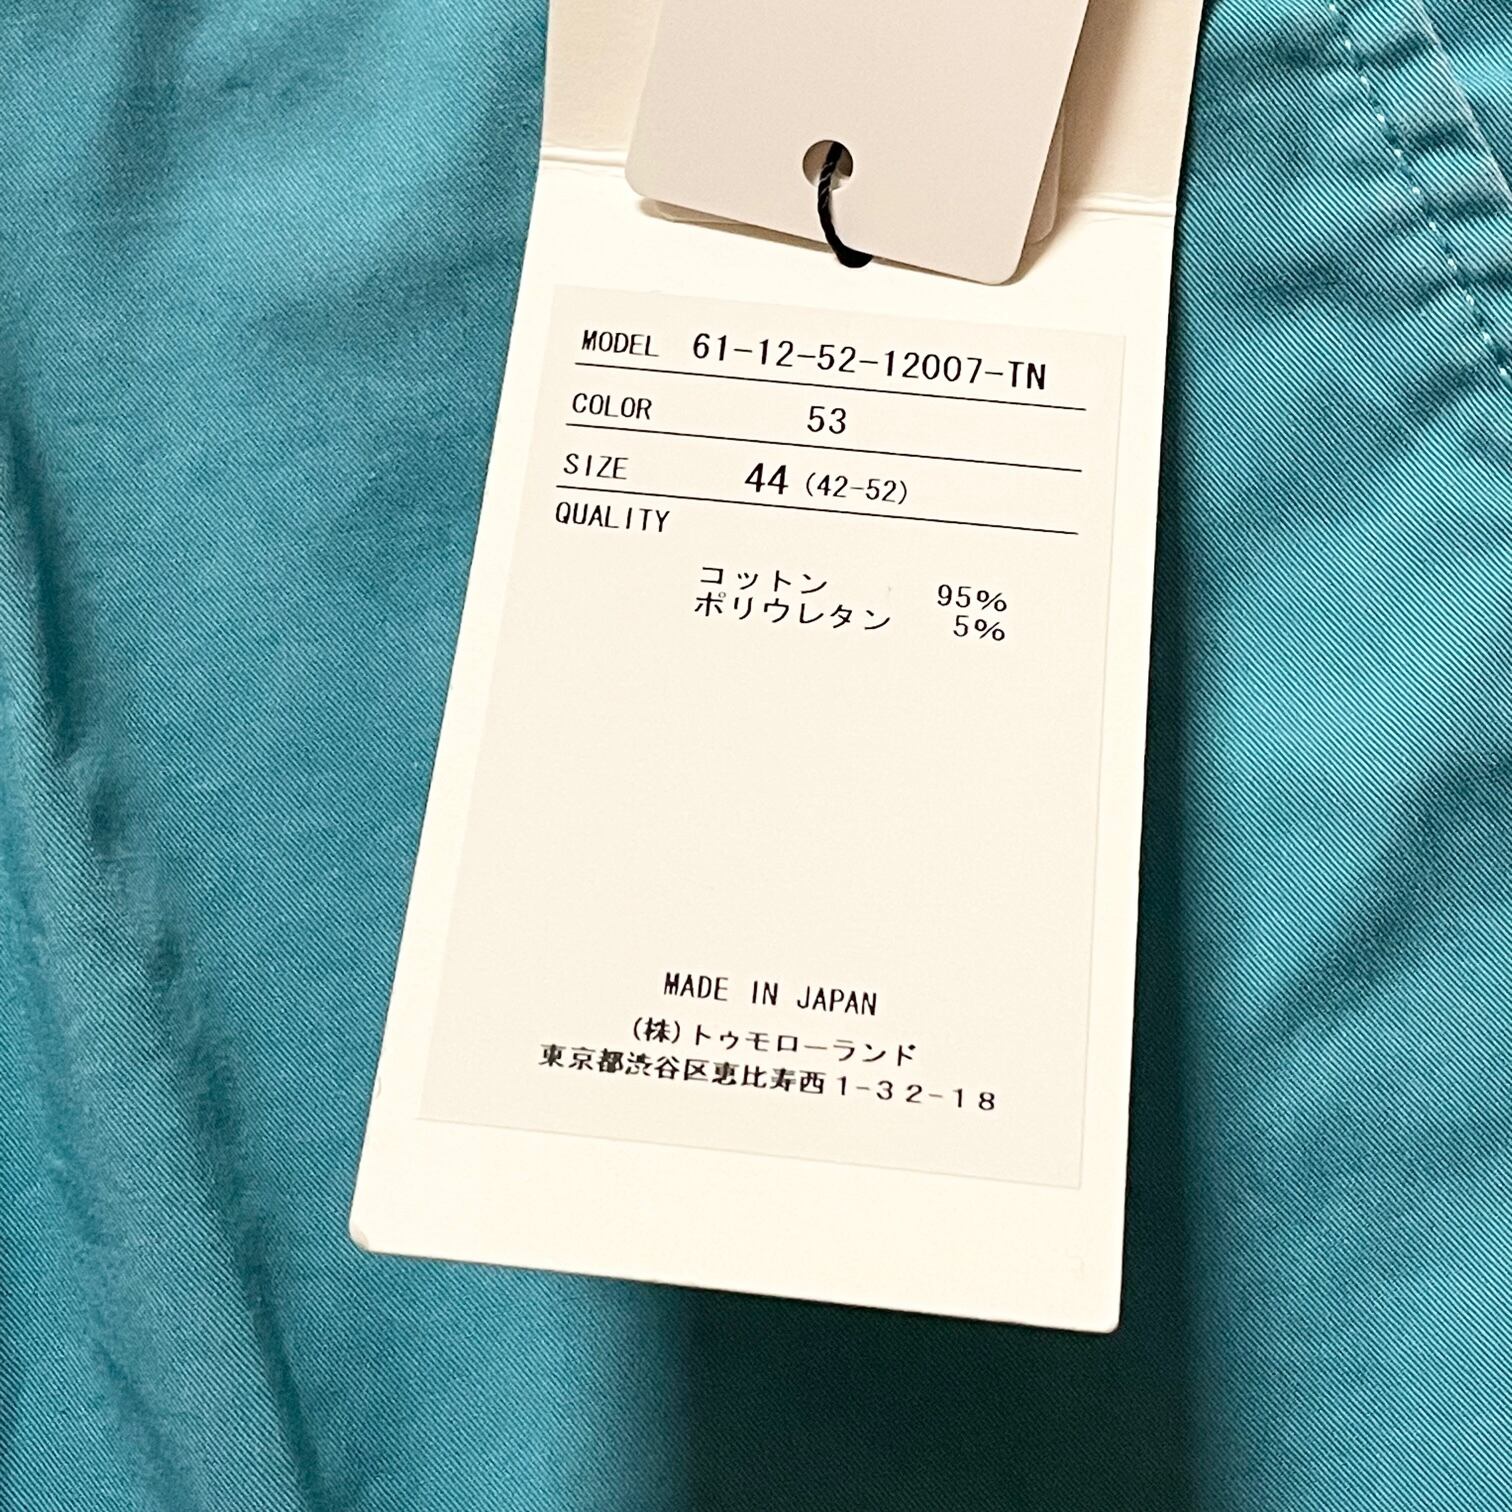 MODEL 61-12-52-12007-TN
COLOR 53
SIZE 44 (42-52)
QUALITY
コットン 95%
ポリウレタン 5%
MADE IN JAPAN
(株)トゥモローランド
東京都渋谷区恵比寿西1-32-18